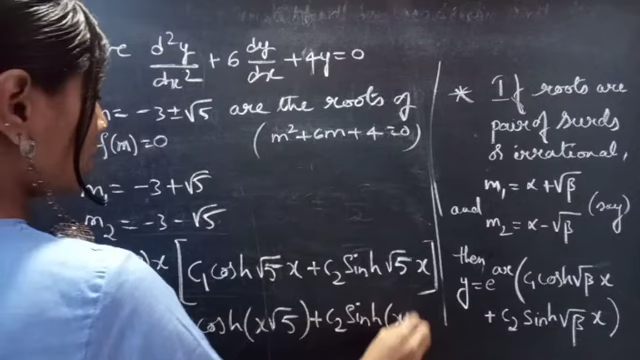 d²y/dx² + 6 dy/dx + 4y = 0
= -3 ± √5 are the roots of
f(m) = 0 (m² + 6m + 4 = 0)
m = -3 + √5
m₂ = -3 - √5
x [C₁ cosh √5 x + C₂ Sinh √5 x]
cosh (x√5) + C₂ Sinh (x
* If roots are
pair of Surds
& irrational,
m₁ = α + √β
and m₂ = α - √β (say)
then
y = e^αx (C₁ cosh √β x
+ C₂ Sinh √β x)